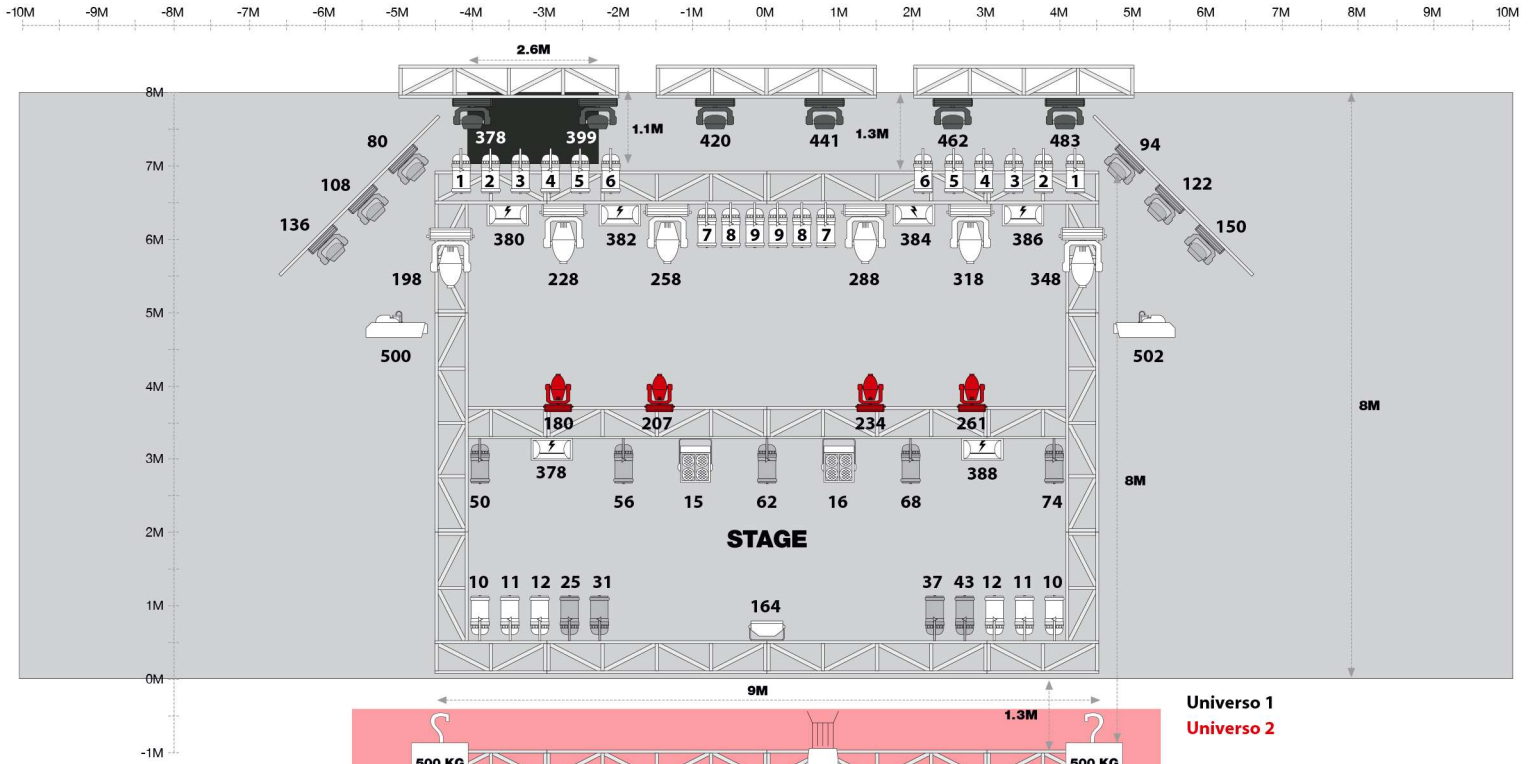 -10M -9M -8M -7M -6M -5M -4M -3M -2M -1M 0M 1M 2M 3M 4M 5M 6M 7M 8M 9M 10M
2.6M
8M
378 399 1.1M 420 441 1.3M 462 483
80 94
7M
1 2 3 4 5 6 6 5 4 3 2 1
108 122
136 150
6M
380 382 7 8 9 9 8 7 384 386
198 228 258 288 318 348
5M
500 502
4M
8M
180 207 234 261
3M
378 388
8M
50 56 15 62 16 68 74
2M
STAGE
10 11 12 25 31 37 43 12 11 10
1M
164
0M
9M
1.3M
Universo 1
Universo 2
-1M
500 KG 500 KG